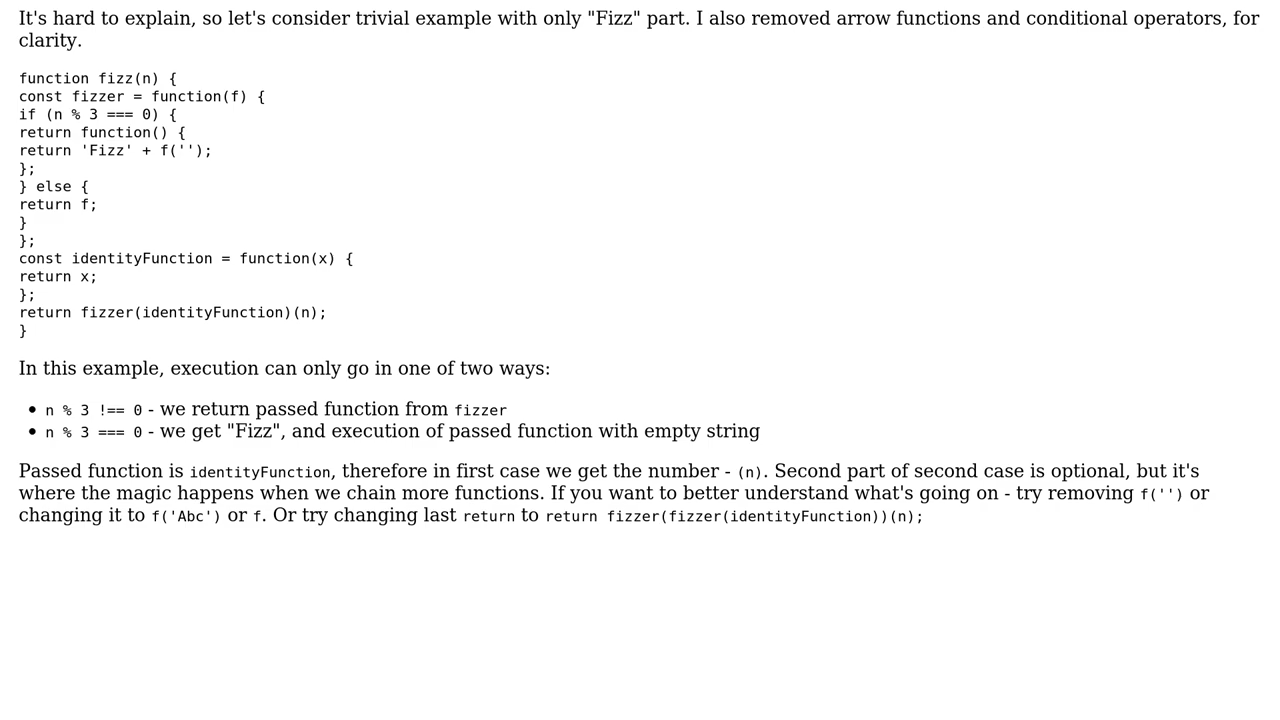 It's hard to explain, so let's consider trivial example with only "Fizz" part. I also removed arrow functions and conditional operators, for
clarity.
function fizz(n) {
const fizzer = function(f) {
if (n % 3 === 0) {
return function() {
return 'Fizz' + f('');
};
} else {
return f;
}
};
const identityFunction = function(x) {
return x;
};
return fizzer(identityFunction)(n);
}
In this example, execution can only go in one of two ways:
• n % 3 !== 0 - we return passed function from fizzer
• n % 3 === 0 - we get "Fizz", and execution of passed function with empty string
Passed function is identityFunction, therefore in first case we get the number - (n). Second part of second case is optional, but it's
where the magic happens when we chain more functions. If you want to better understand what's going on - try removing f('') or
changing it to f('Abc') or f. Or try changing last return to return fizzer(fizzer(identityFunction))(n);